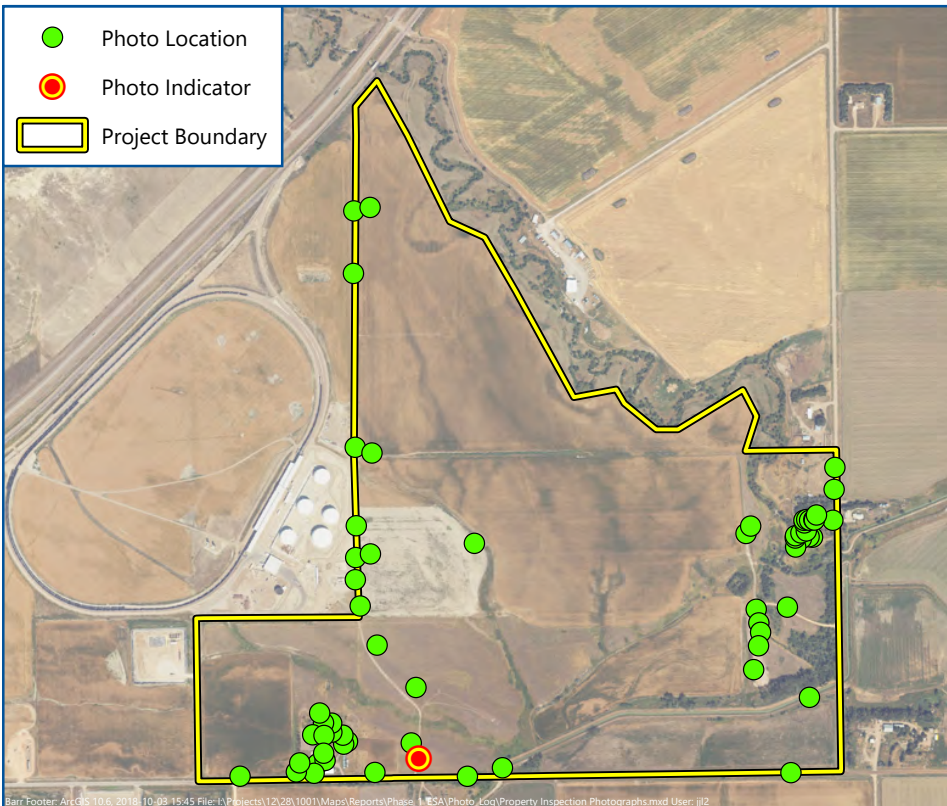 Photo Location
Photo Indicator
Project Boundary
Barr Footer: ArcGIS 10.6, 2018-10-03 15:45 File: I:\Projects\12\28\1001\Maps\Reports\Phase_I_ESA\Photo_Log\Property Inspection Photographs.mxd User: jjl2